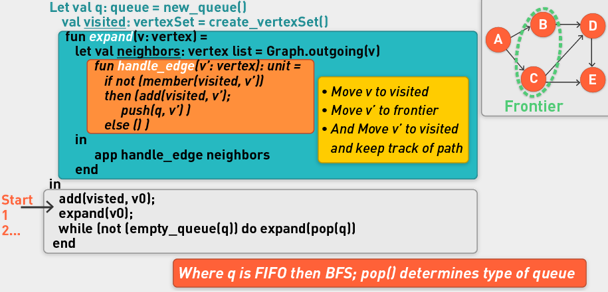 Let val q: queue = new_queue()
val visited: vertexSet = create_vertexSet()
fun expand(v: vertex) =
let val neighbors: vertex list = Graph.outgoing(v)
fun handle_edge(v': vertex): unit =
if not (member(visited, v'))
then (add(visited, v');
push(q, v') )
else () )
in
app handle_edge neighbors
end
• Move v to visited
• Move v' to frontier
• And Move v' to visited
and keep track of path
A
B
C
D
E
Frontier
in
Start
1
2...
add(visted, v0);
expand(v0);
while (not (empty_queue(q)) do expand(pop(q))
end
Where q is FIFO then BFS; pop() determines type of queue